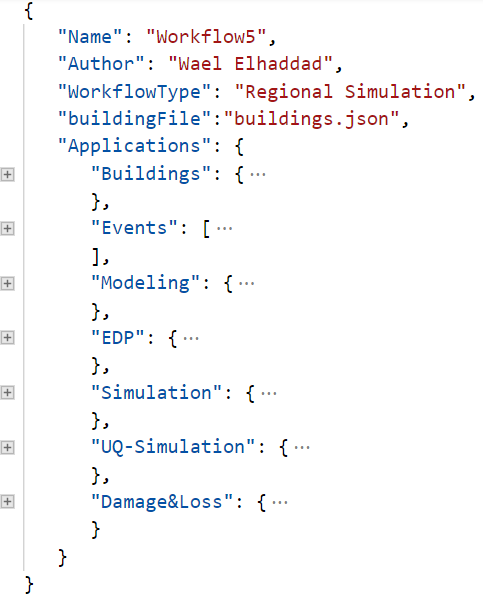 {
"Name": "Workflow5",
"Author": "Wael Elhaddad",
"WorkflowType": "Regional Simulation",
"buildingFile":"buildings.json",
"Applications": {
"Buildings": {···
},
"Events": [···
],
"Modeling": {···
},
"EDP": {···
},
"Simulation": {···
},
"UQ-Simulation": {···
},
"Damage&Loss": {···
}
}
}